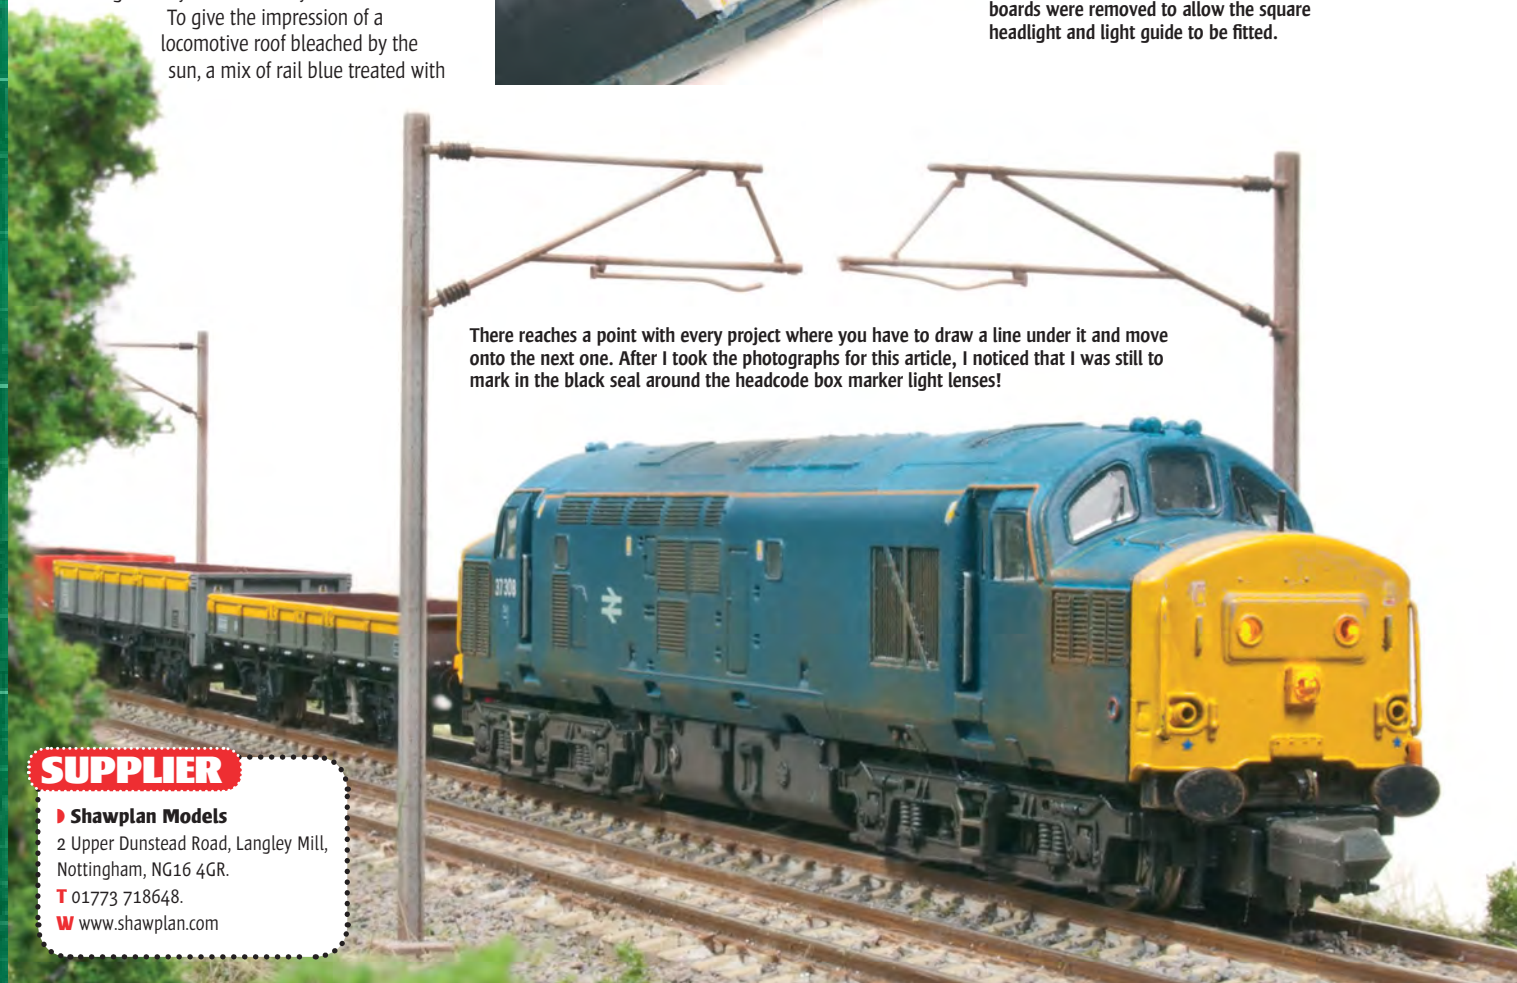 To give the impression of a
locomotive roof bleached by the
sun, a mix of rail blue treated with
boards were removed to allow the square
headlight and light guide to be fitted.
There reaches a point with every project where you have to draw a line under it and move
onto the next one. After I took the photographs for this article, I noticed that I was still to
mark in the black seal around the headcode box marker light lenses!
37308
SUPPLIER
Shawplan Models
2 Upper Dunstead Road, Langley Mill,
Nottingham, NG16 4GR.
T 01773 718648.
W www.shawplan.com